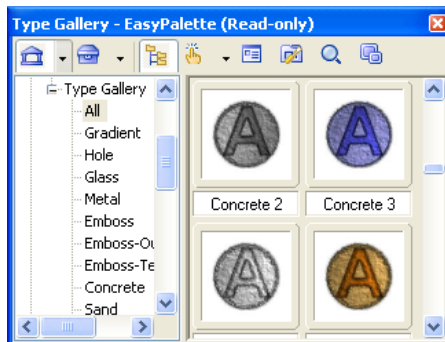 Type Gallery - EasyPalette (Read-only)
Type Gallery
All
Gradient
Hole
Glass
Metal
Emboss
Emboss-Ou
Emboss-Te
Concrete
Sand
A
A
Concrete 2
Concrete 3
A
A